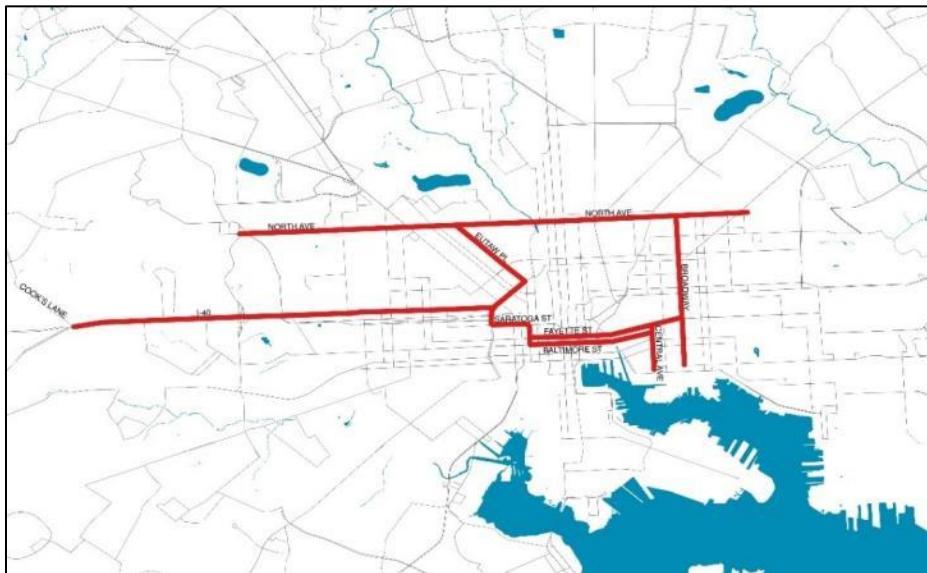 NORTH AVE
NORTH AVE
EUTAW PL
BROADWAY
COOK'S LANE
I-40
SARATOGA ST
FAYETTE ST
CENTRAL AVE
BALTIMORE ST